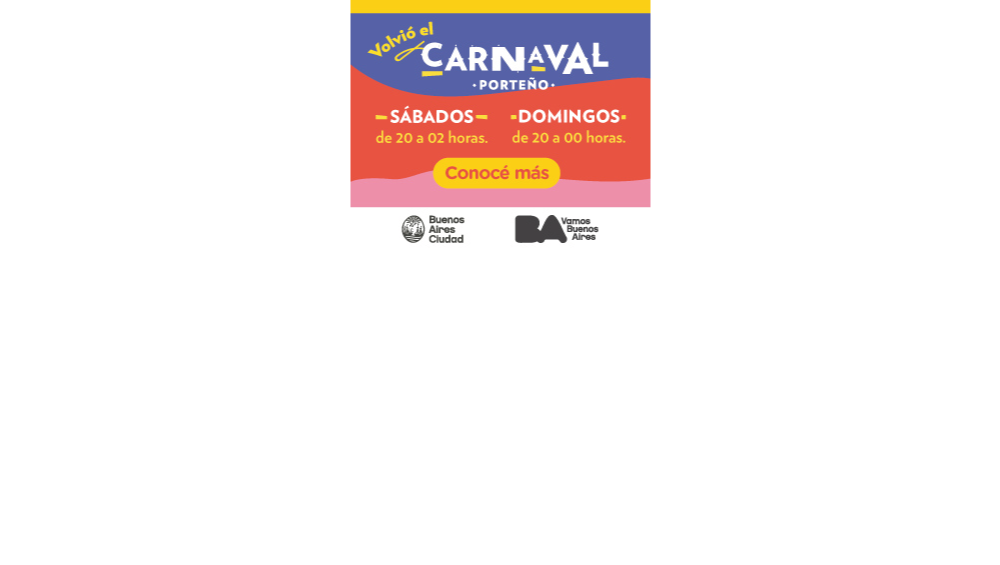 Volvió el
CARNAVAL
• PORTEÑO •
SÁBADOS
de 20 a 02 horas.
DOMINGOS
de 20 a 00 horas.
Conocé más
Buenos
Aires
Ciudad
BA
Vamos
Buenos
Aires